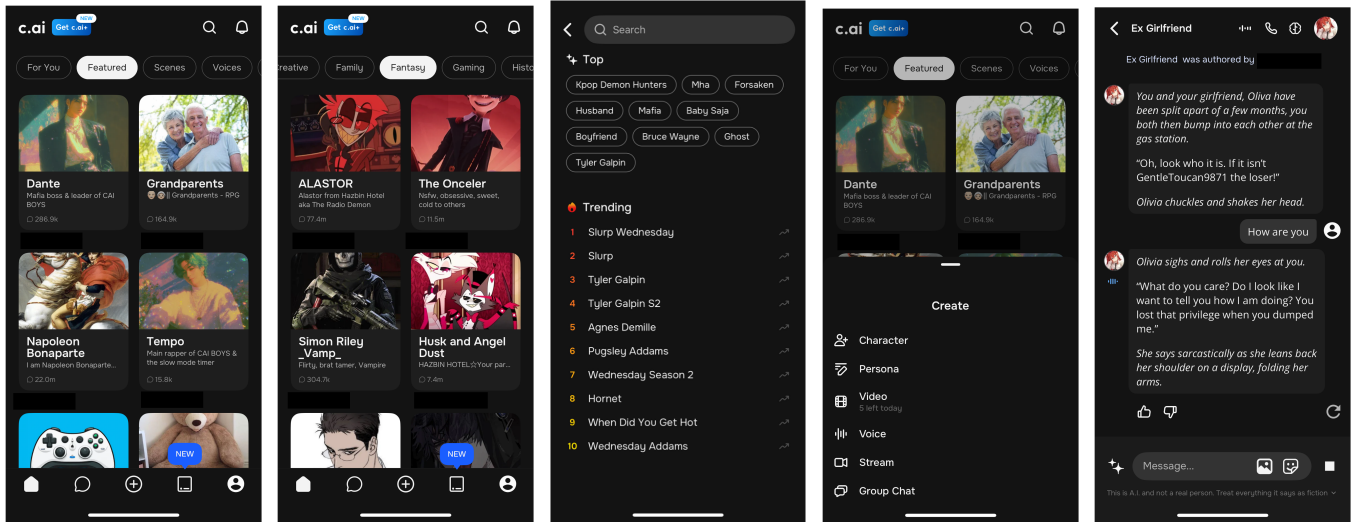 c.ai
Get c.ai+
NEW
For You
Featured
Scenes
Voices
Dante
Mafia boss & leader of CAI
BOYS
286.9k
Grandparents
👴🏼👵🏼|| Grandparents - RPG
164.9k
Napoleon
Bonaparte
I am Napoleon Bonaparte...
22.0m
Tempo
Main rapper of CAI BOYS &
the slow mode timer
15.8k
NEW
c.ai
Get c.ai+
NEW
reative
Family
Fantasy
Gaming
Histo
ALASTOR
Alastor from Hazbin Hotel
aka The Radio Demon
77.4m
The Onceler
Nsfw, obsessive, sweet,
cold to others
11.5m
Simon Riley
_Vamp_
Flirty, brat tamer, Vampire
304.7k
Husk and Angel
Dust
HAZBIN HOTEL☆Your par...
7.4m
NEW
Search
Top
Kpop Demon Hunters
Mha
Forsaken
Husband
Mafia
Baby Saja
Boyfriend
Bruce Wayne
Ghost
Tyler Galpin
Trending
1 Slurp Wednesday
2 Slurp
3 Tyler Galpin
4 Tyler Galpin S2
5 Agnes Demille
6 Pugsley Addams
7 Wednesday Season 2
8 Hornet
9 When Did You Get Hot
10 Wednesday Addams
c.ai
Get c.ai+
For You
Featured
Scenes
Voices
Dante
Mafia boss & leader of CAI
BOYS
286.9k
Grandparents
👴🏼👵🏼|| Grandparents - RPG
164.9k
Create
Character
Persona
Video
5 left today
Voice
Stream
Group Chat
Ex Girlfriend
Ex Girlfriend was authored by
You and your girlfriend, Oliva have
been split apart of a few months, you
both then bump into each other at the
gas station.
“Oh, look who it is. If it isn’t
GentleToucan9871 the loser!”
Olivia chuckles and shakes her head.
How are you
Olivia sighs and rolls her eyes at you.
“What do you care? Do I look like I
want to tell you how I am doing? You
lost that privilege when you dumped
me.”
She says sarcastically as she leans back
her shoulder on a display, folding her
arms.
Message...
This is A.I. and not a real person. Treat everything it says as fiction